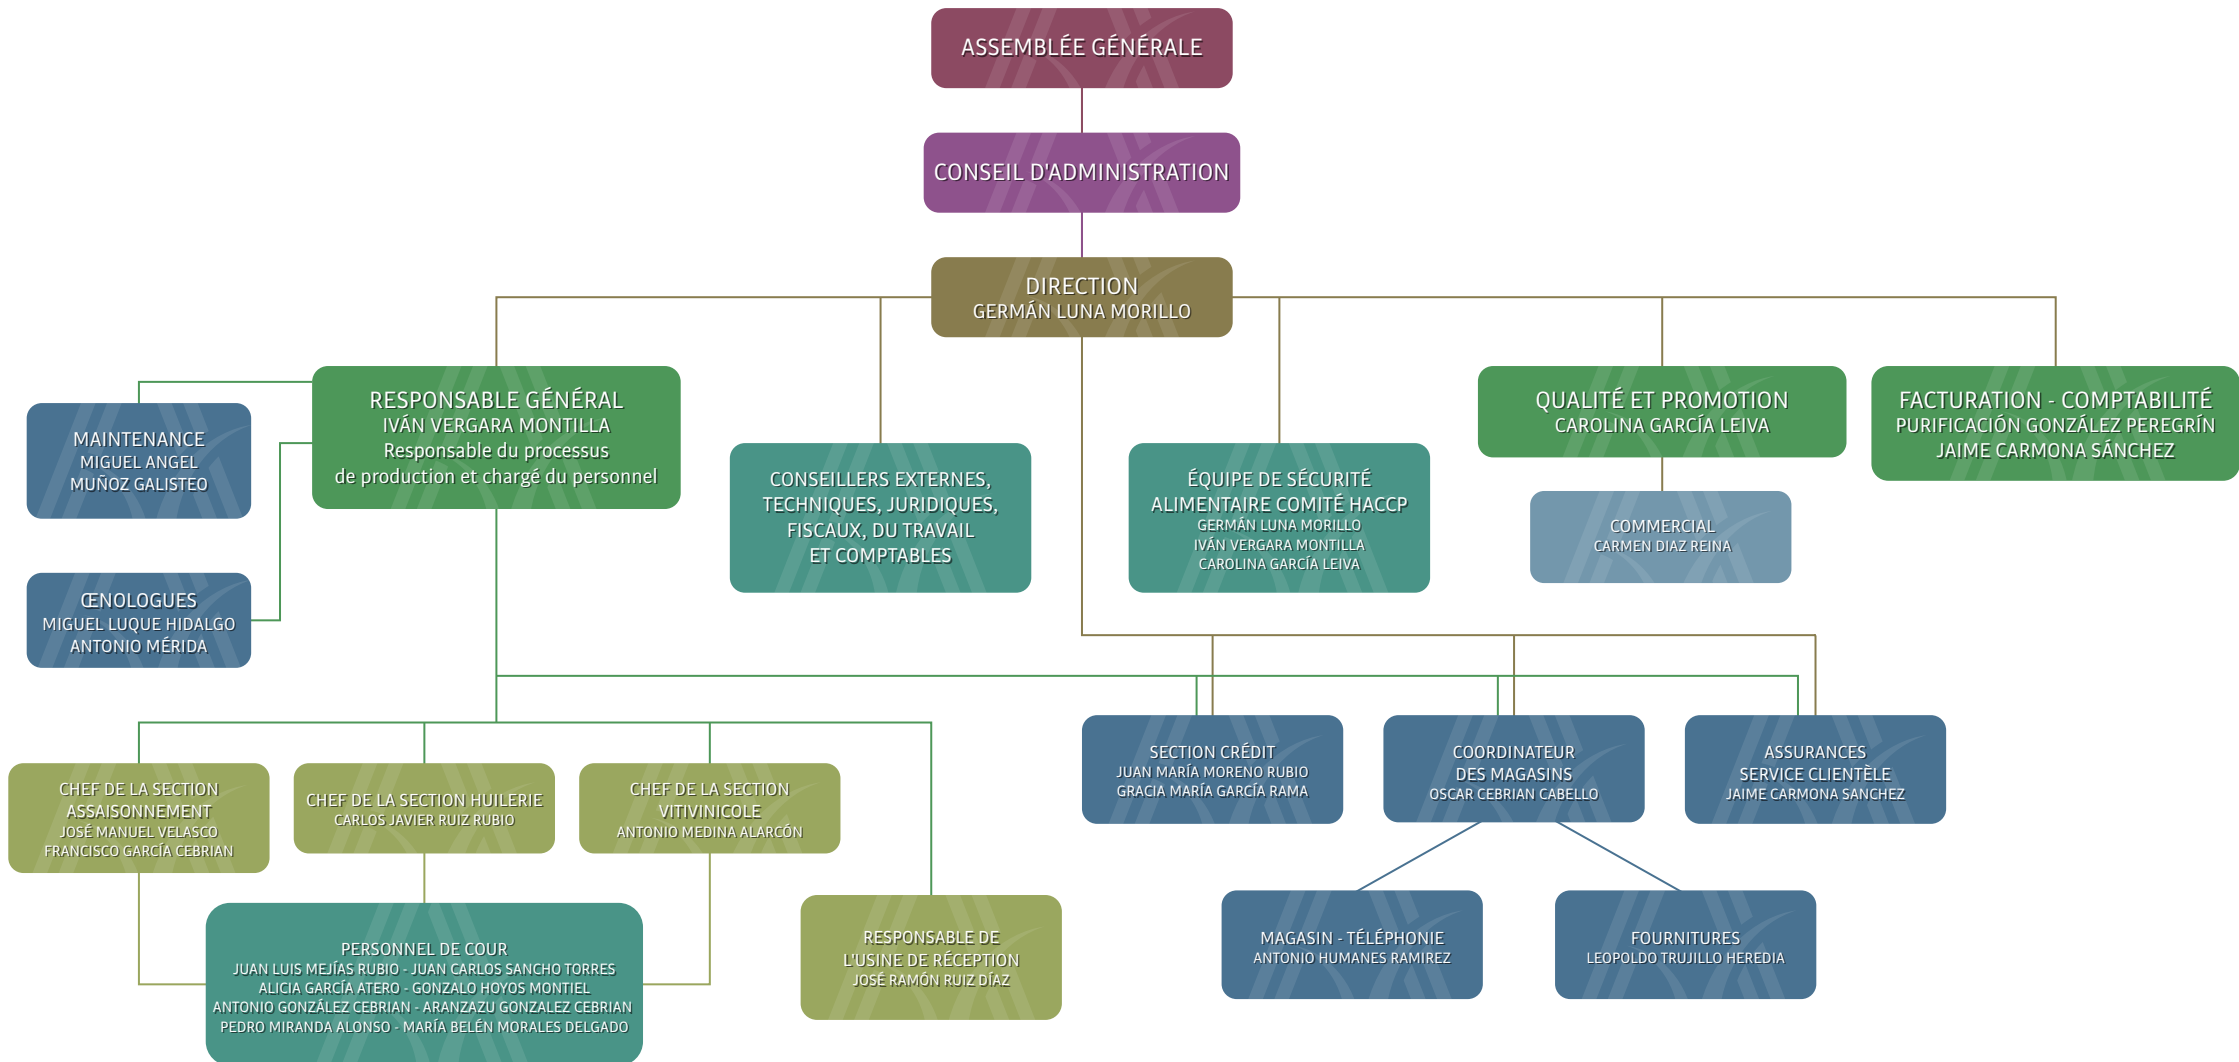 ASSEMBLÉE GÉNÉRALE
CONSEIL D'ADMINISTRATION
DIRECTION
GERMÁN LUNA MORILLO
RESPONSABLE GÉNÉRAL
IVÁN VERGARA MONTILLA
Responsable du processus
de production et chargé du personnel
QUALITÉ ET PROMOTION
CAROLINA GARCÍA LEIVA
FACTURATION - COMPTABILITÉ
PURIFICACIÓN GONZÁLEZ PEREGRÍN
JAIME CARMONA SÁNCHEZ
MAINTENANCE
MIGUEL ANGEL
MUÑOZ GALISTEO
CONSEILLERS EXTERNES,
TECHNIQUES, JURIDIQUES,
FISCAUX, DU TRAVAIL
ET COMPTABLES
ÉQUIPE DE SÉCURITÉ
ALIMENTAIRE COMITÉ HACCP
GERMÁN LUNA MORILLO
IVÁN VERGARA MONTILLA
CAROLINA GARCÍA LEIVA
COMMERCIAL
CARMEN DIAZ REINA
ŒNOLOGUES
MIGUEL LUQUE HIDALGO
ANTONIO MÉRIDA
SECTION CRÉDIT
JUAN MARÍA MORENO RUBIO
GRACIA MARÍA GARCÍA RAMA
COORDINATEUR
DES MAGASINS
OSCAR CEBRIAN CABELLO
ASSURANCES
SERVICE CLIENTÈLE
JAIME CARMONA SANCHEZ
CHEF DE LA SECTION
ASSAISONNEMENT
JOSÉ MANUEL VELASCO
FRANCISCO GARCÍA CEBRIAN
CHEF DE LA SECTION HUILERIE
CARLOS JAVIER RUIZ RUBIO
CHEF DE LA SECTION
VITIVINICOLE
ANTONIO MEDINA ALARCÓN
PERSONNEL DE COUR
JUAN LUIS MEJÍAS RUBIO - JUAN CARLOS SANCHO TORRES
ALICIA GARCÍA ATERO - GONZALO HOYOS MONTIEL
ANTONIO GONZÁLEZ CEBRIAN - ARANZAZU GONZALEZ CEBRIAN
PEDRO MIRANDA ALONSO - MARÍA BELÉN MORALES DELGADO
RESPONSABLE DE
L'USINE DE RÉCEPTION
JOSÉ RAMÓN RUIZ DÍAZ
MAGASIN - TÉLÉPHONIE
ANTONIO HUMANES RAMIREZ
FOURNITURES
LEOPOLDO TRUJILLO HEREDIA